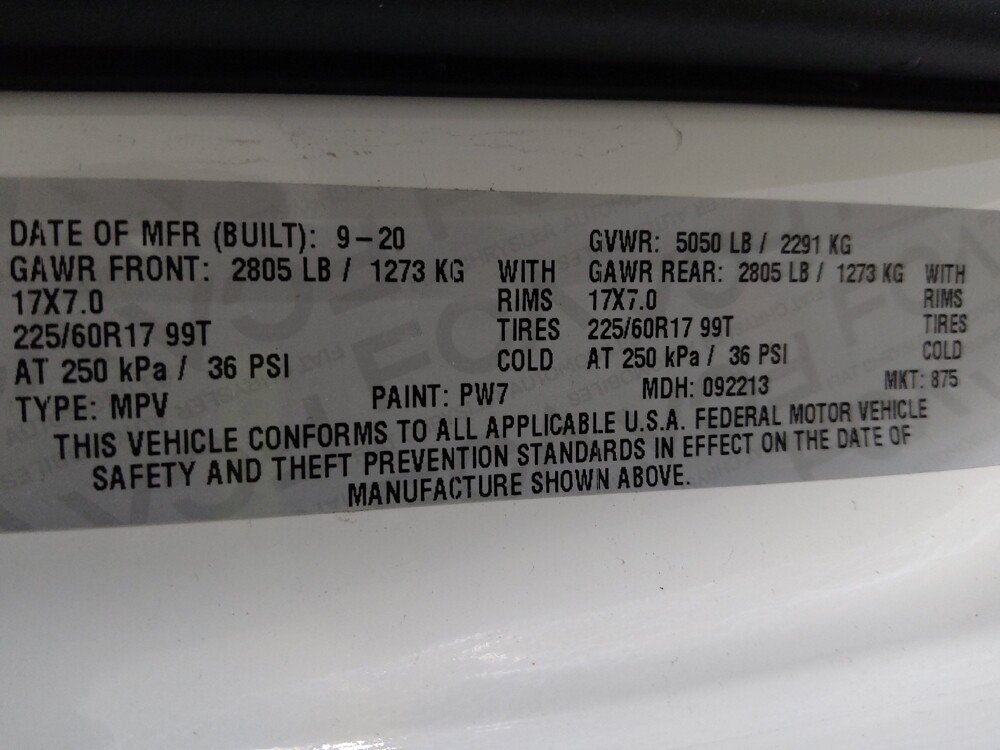 DATE OF MFR (BUILT): 9-20 GVWR: 5050 LB / 2291 KG
GAWR FRONT: 2805 LB / 1273 KG WITH GAWR REAR: 2805 LB / 1273 KG WITH
17X7.0 RIMS 17X7.0 RIMS
225/60R17 99T TIRES 225/60R17 99T TIRES
AT 250 kPa / 36 PSI COLD AT 250 kPa / 36 PSI COLD
TYPE: MPV PAINT: PW7 MDH: 092213 MKT: 875
THIS VEHICLE CONFORMS TO ALL APPLICABLE U.S.A. FEDERAL MOTOR VEHICLE
SAFETY AND THEFT PREVENTION STANDARDS IN EFFECT ON THE DATE OF
MANUFACTURE SHOWN ABOVE.